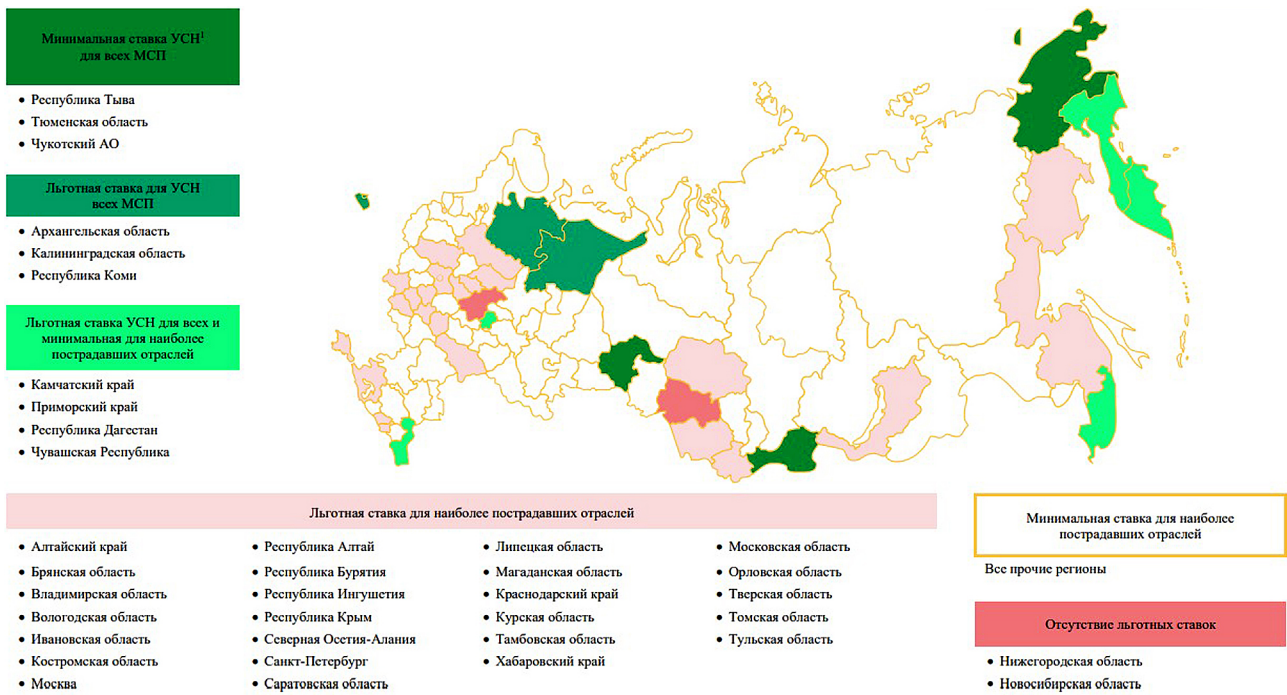 Минимальная ставка УСН¹
для всех МСП
• Республика Тыва
• Тюменская область
• Чукотский АО
Льготная ставка для УСН
всех МСП
• Архангельская область
• Калининградская область
• Республика Коми
Льготная ставка УСН для всех и
минимальная для наиболее
пострадавших отраслей
• Камчатский край
• Приморский край
• Республика Дагестан
• Чувашская Республика
Льготная ставка для наиболее пострадавших отраслей
• Алтайский край
• Брянская область
• Владимирская область
• Вологодская область
• Ивановская область
• Костромская область
• Москва
• Республика Алтай
• Республика Бурятия
• Республика Ингушетия
• Республика Крым
• Северная Осетия-Алания
• Санкт-Петербург
• Саратовская область
• Липецкая область
• Магаданская область
• Краснодарский край
• Курская область
• Тамбовская область
• Хабаровский край
• Московская область
• Орловская область
• Тверская область
• Томская область
• Тульская область
Минимальная ставка для наиболее
пострадавших отраслей
Все прочие регионы
Отсутствие льготных ставок
• Нижегородская область
• Новосибирская область